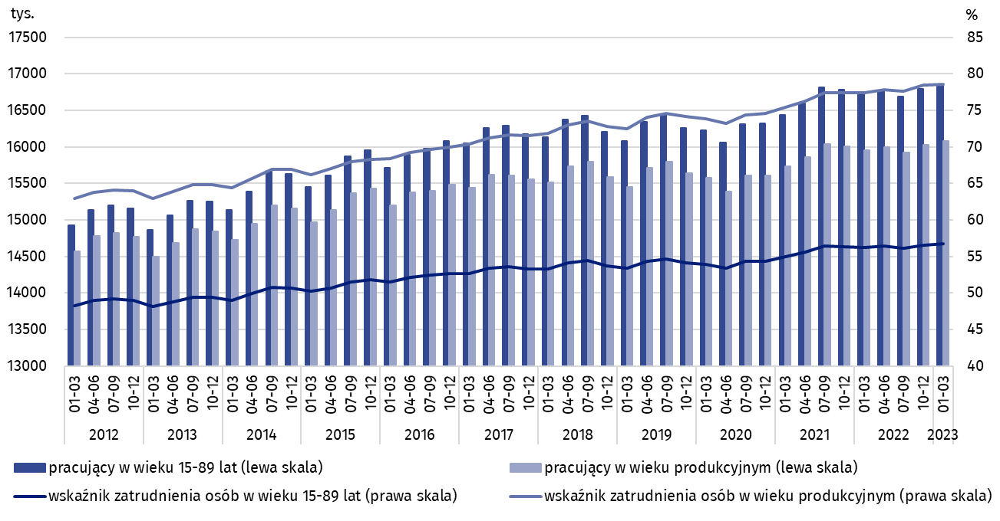 tys. %
17500 85
17000 80
16500 75
16000 70
15500 65
15000 60
14500 55
14000 50
13500 45
13000 40
01-03 04-06 07-09 10-12 01-03 04-06 07-09 10-12 01-03 04-06 07-09 10-12 01-03 04-06 07-09 10-12 01-03 04-06 07-09 10-12 01-03 04-06 07-09 10-12 01-03 04-06 07-09 10-12 01-03 04-06 07-09 10-12 01-03 04-06 07-09 10-12 01-03 04-06 07-09 10-12 01-03 04-06 07-09 10-12 01-03
2012 2013 2014 2015 2016 2017 2018 2019 2020 2021 2022 2023
pracujący w wieku 15-89 lat (lewa skala) pracujący w wieku produkcyjnym (lewa skala)
wskaźnik zatrudnienia osób w wieku 15-89 lat (prawa skala) wskaźnik zatrudnienia osób w wieku produkcyjnym (prawa skala)